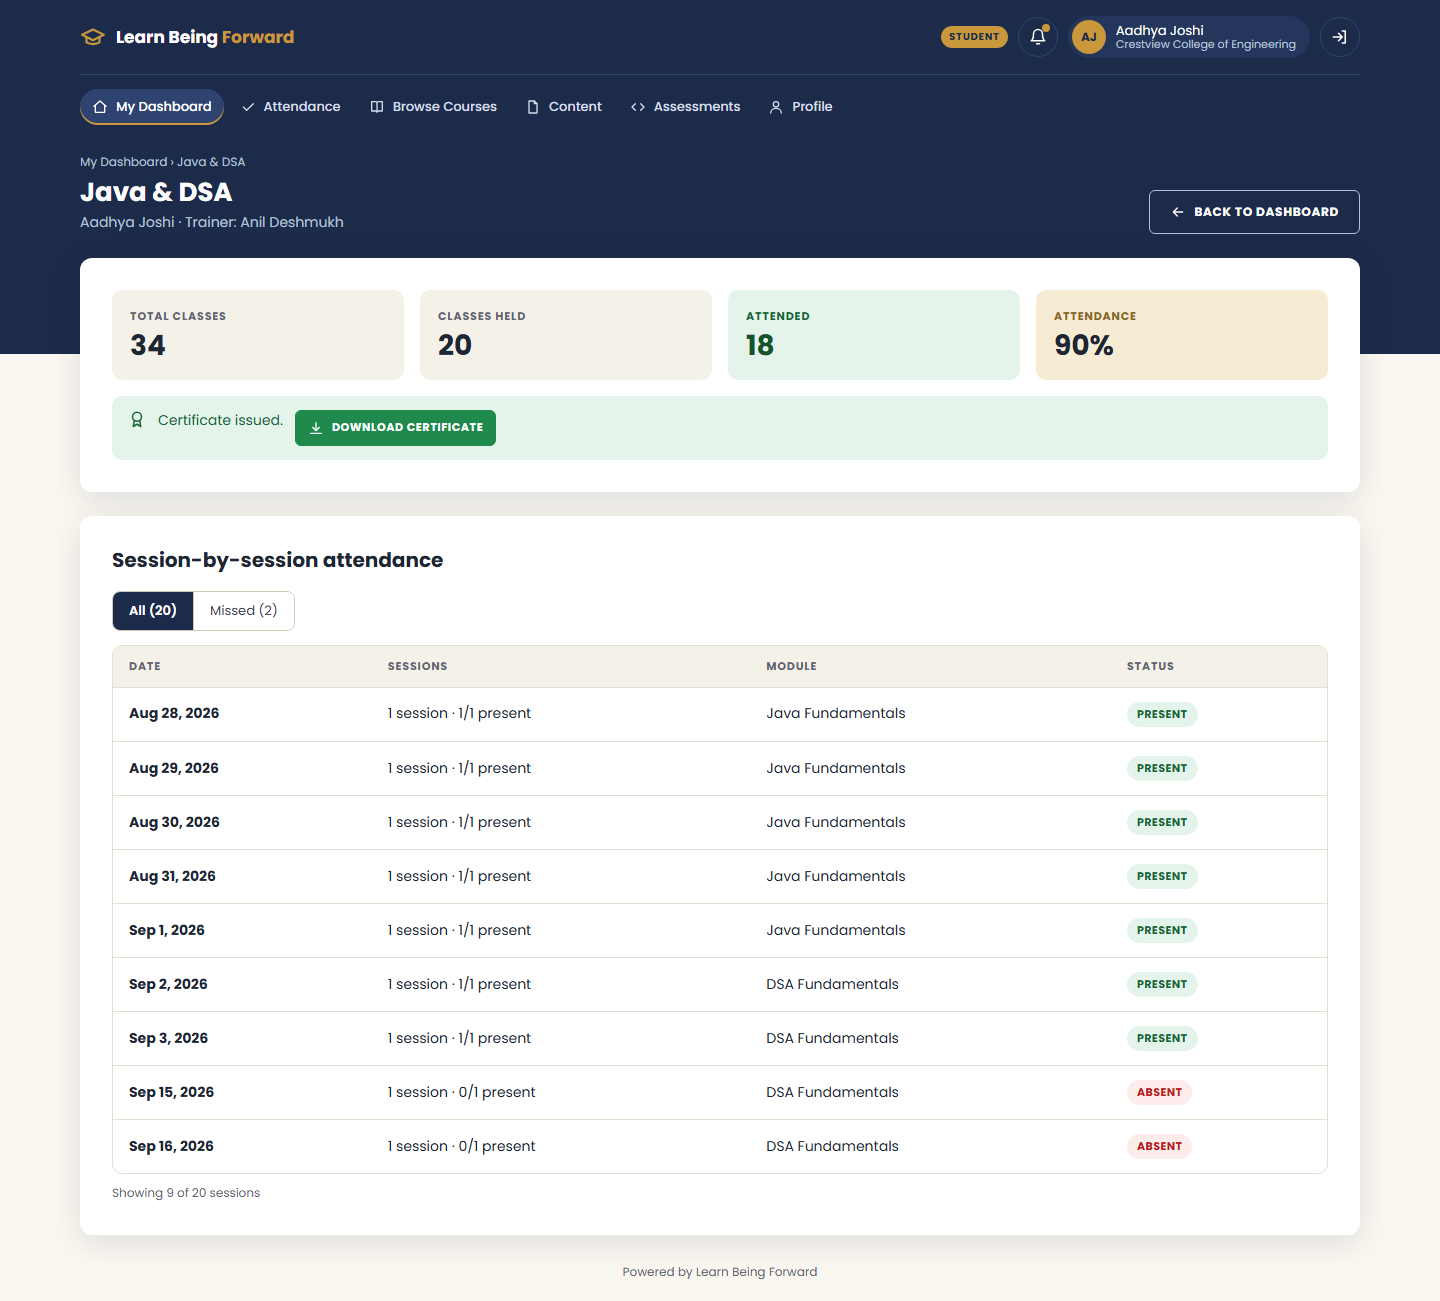 Learn Being Forward
STUDENT
AJ
Aadhya Joshi
Crestview College of Engineering
My Dashboard
Attendance
Browse Courses
Content
Assessments
Profile
My Dashboard › Java & DSA
Java & DSA
Aadhya Joshi · Trainer: Anil Deshmukh
BACK TO DASHBOARD
TOTAL CLASSES
34
CLASSES HELD
20
ATTENDED
18
ATTENDANCE
90%
Certificate issued.
DOWNLOAD CERTIFICATE
Session-by-session attendance
All (20)
Missed (2)
DATE SESSIONS MODULE STATUS
Aug 28, 2026 1 session · 1/1 present Java Fundamentals PRESENT
Aug 29, 2026 1 session · 1/1 present Java Fundamentals PRESENT
Aug 30, 2026 1 session · 1/1 present Java Fundamentals PRESENT
Aug 31, 2026 1 session · 1/1 present Java Fundamentals PRESENT
Sep 1, 2026 1 session · 1/1 present Java Fundamentals PRESENT
Sep 2, 2026 1 session · 1/1 present DSA Fundamentals PRESENT
Sep 3, 2026 1 session · 1/1 present DSA Fundamentals PRESENT
Sep 15, 2026 1 session · 0/1 present DSA Fundamentals ABSENT
Sep 16, 2026 1 session · 0/1 present DSA Fundamentals ABSENT
Showing 9 of 20 sessions
Powered by Learn Being Forward